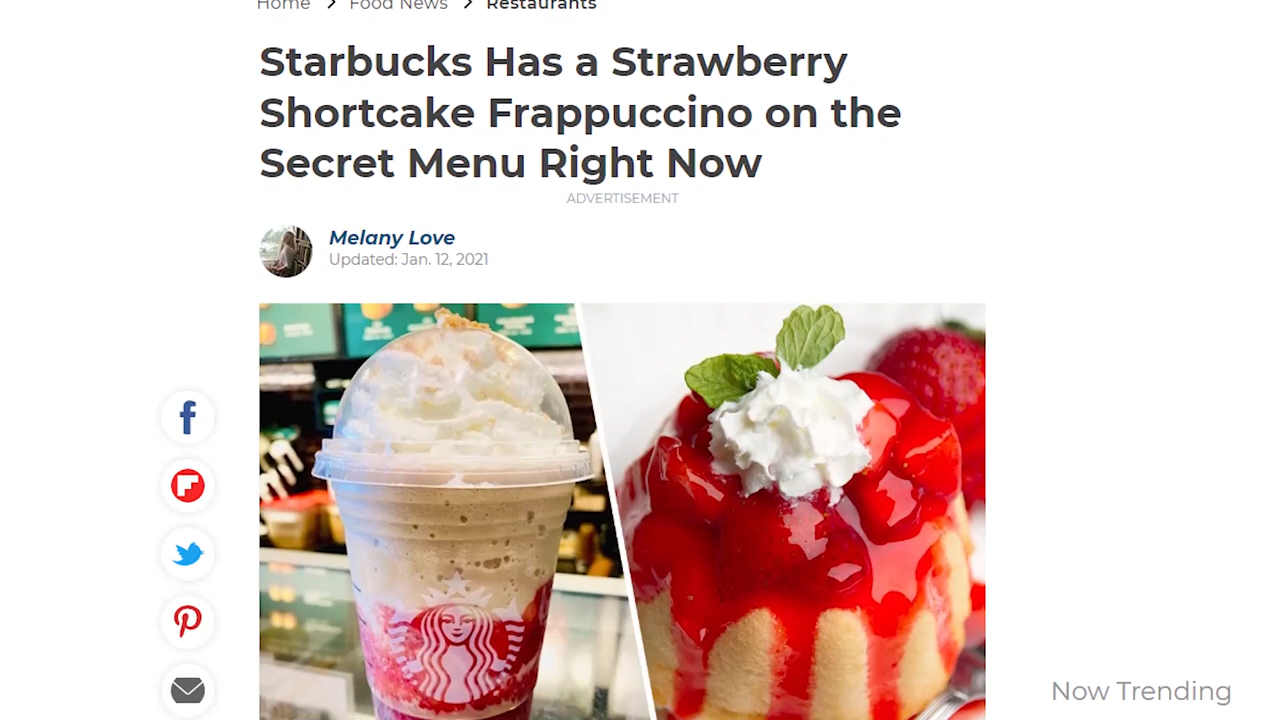 Home > Food News > Restaurants
Starbucks Has a Strawberry
Shortcake Frappuccino on the
Secret Menu Right Now
ADVERTISEMENT
Melany Love
Updated: Jan. 12, 2021
Now Trending